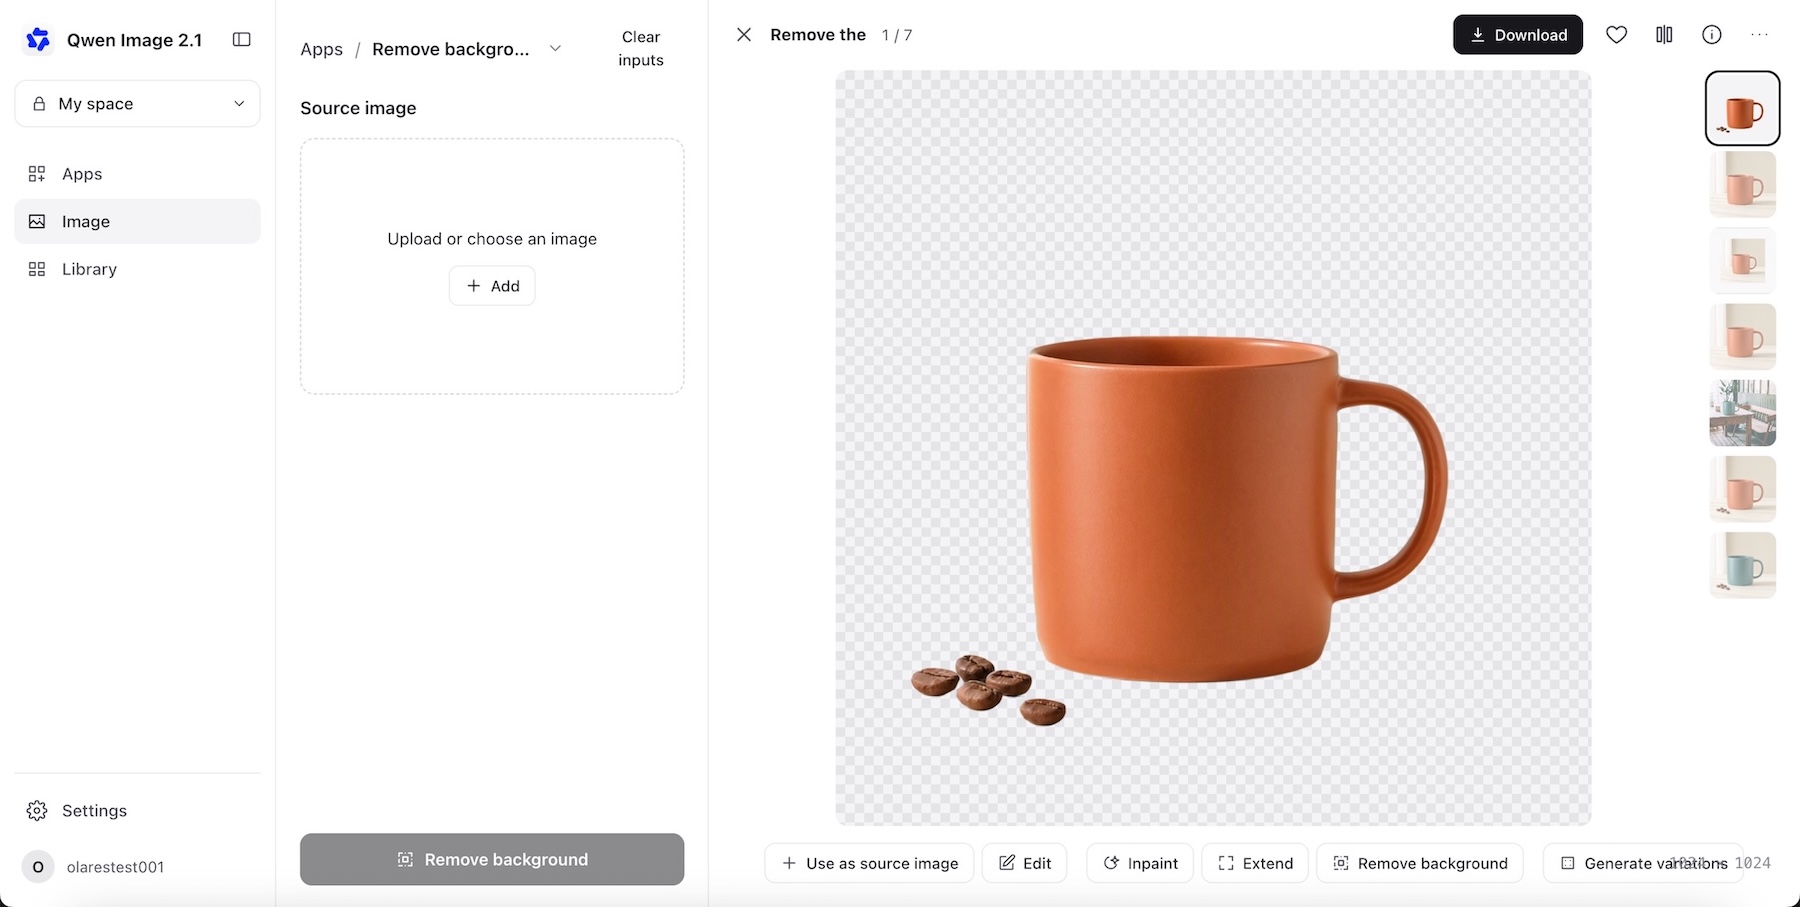 Qwen Image 2.1
My space
Apps
Image
Library
Settings
O
olarestest001
Apps / Remove backgro...
Clear
inputs
Source image
Upload or choose an image
+ Add
Remove background
Remove the 1 / 7
Download
Use as source image
Edit
Inpaint
Extend
Remove background
Generate variations
1024 × 1024